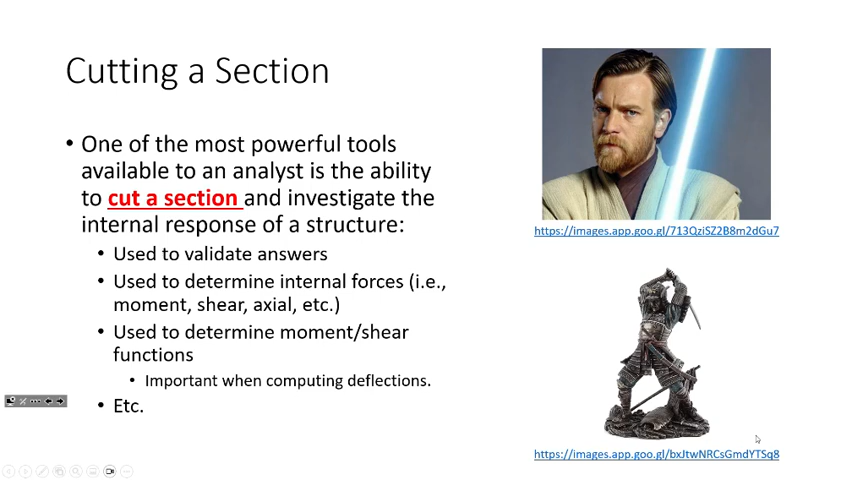 Cutting a Section
• One of the most powerful tools
available to an analyst is the ability
to cut a section and investigate the
internal response of a structure:
• Used to validate answers
• Used to determine internal forces (i.e.,
moment, shear, axial, etc.)
• Used to determine moment/shear
functions
• Important when computing deflections.
• Etc.
https://images.app.goo.gl/713QziSZ2B8m2dGu7
https://images.app.goo.gl/bxJtwNRCsGmdYTSq8